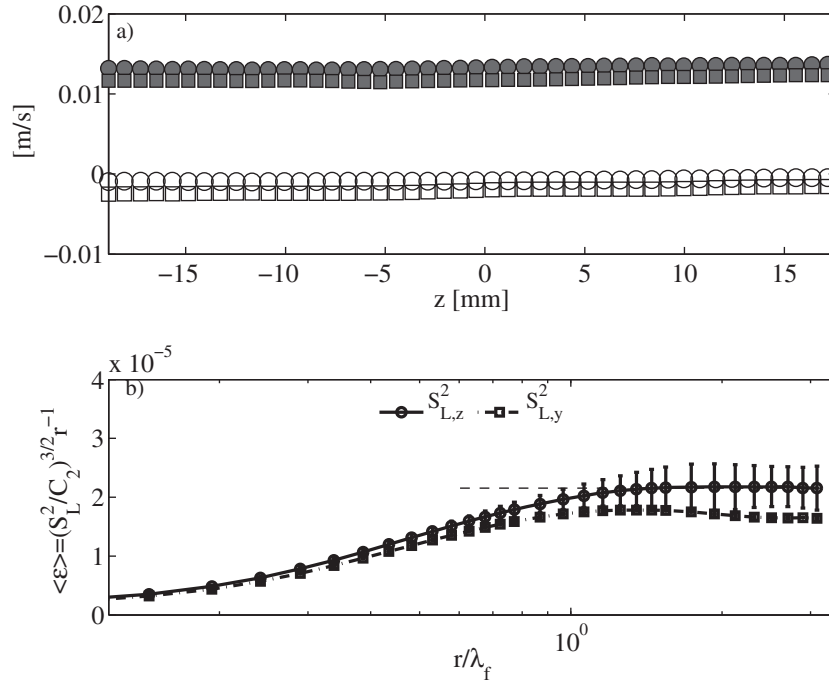 0.02
a)
0.01
[m/s]
0
−0.01
−15
−10
−5
0
5
10
15
z [mm]
x 10⁻⁵
4
b)
S²L,z
S²L,y
3
2
1
0
<ε>=(S²L/C₂)³/²r⁻¹
10⁰
r/λf